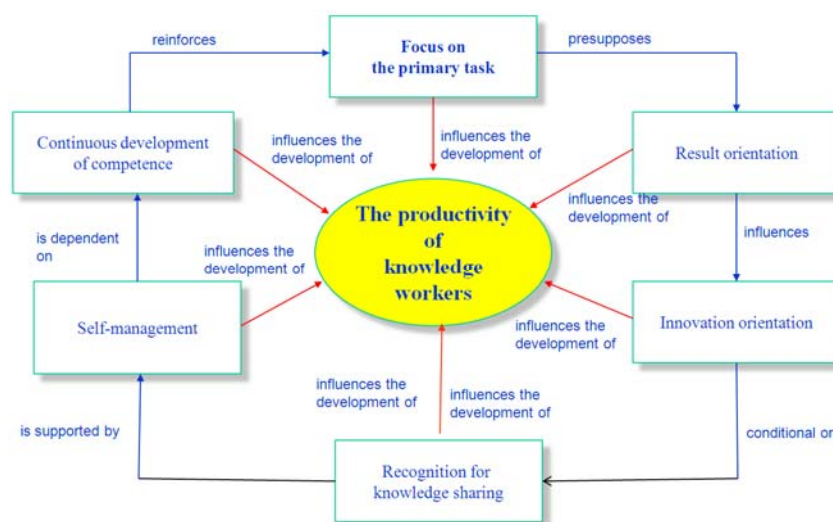 reinforces
Focus on
the primary task
presupposes
Continuous development
of competence
influences the
development of
influences the
development of
Result orientation
influences the
development of
The productivity
of
knowledge
workers
is dependent
on
influences the
development of
influences
Self-management
influences the
development of
Innovation orientation
influences the
development of
influences the
development of
is supported by
conditional on
Recognition for
knowledge sharing